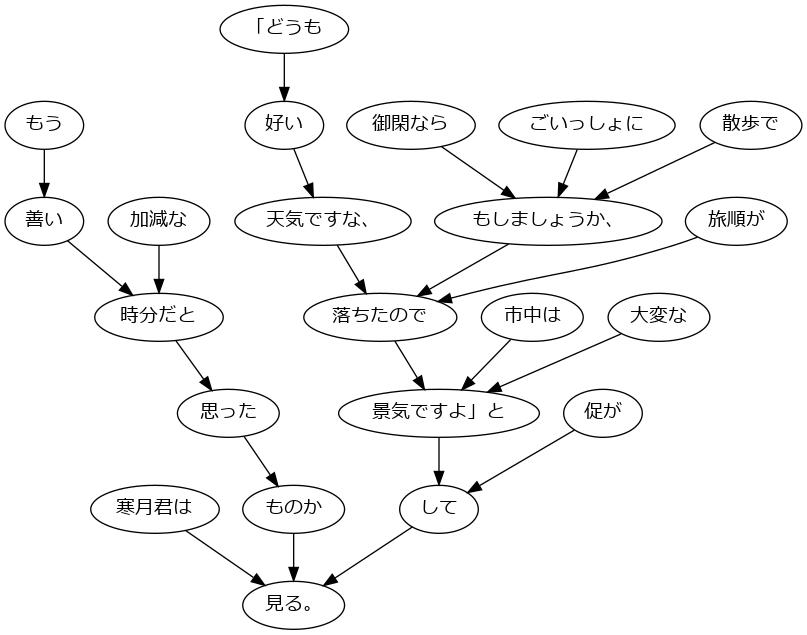 「どうも
もう
好い
御閑なら
ごいっしょに
散歩で
善い
加減な
天気ですな、
もしましょうか、
旅順が
時分だと
落ちたので
市中は
大変な
思った
景気ですよ」と
促が
寒月君は
ものか
して
見る。